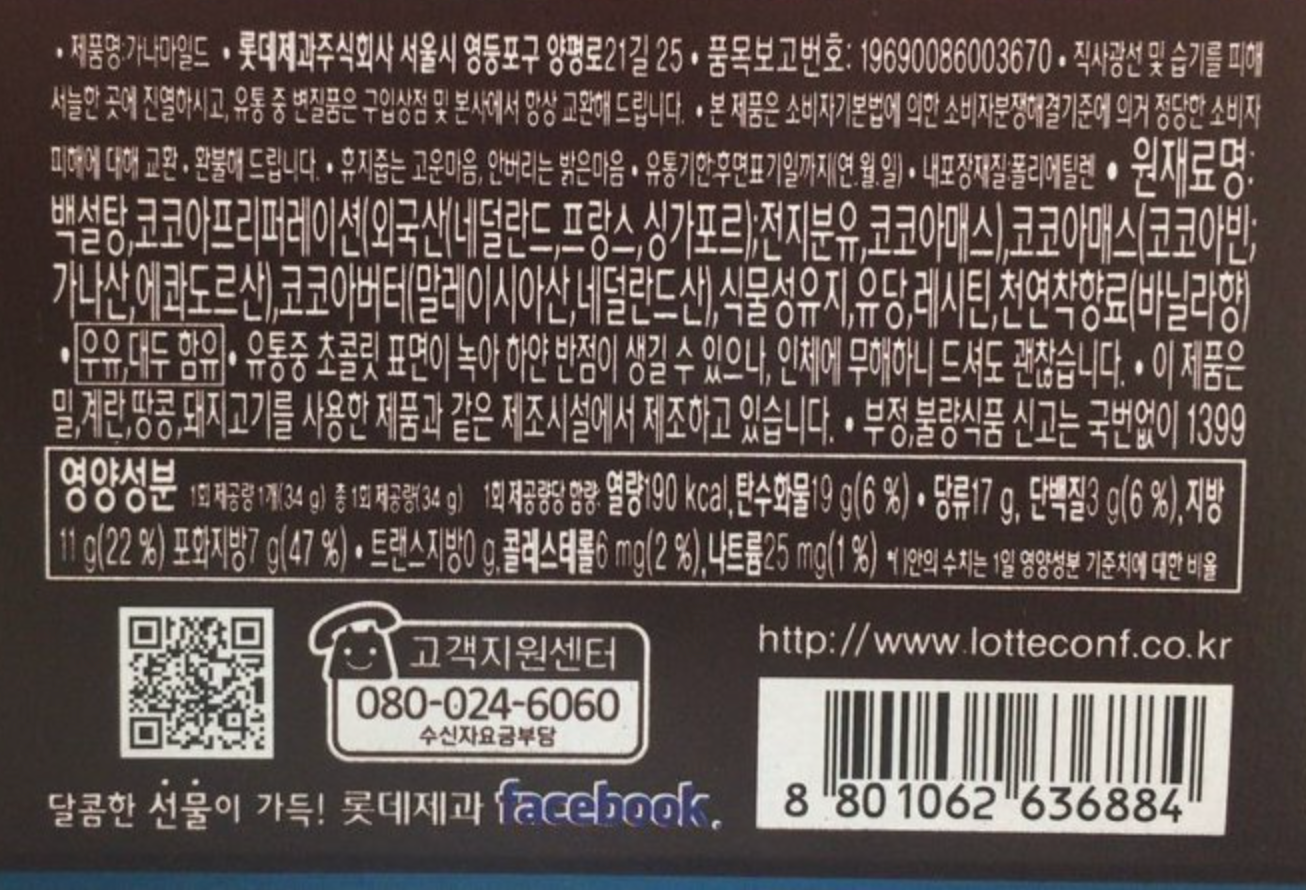 • 제품명:가나마일드 • 롯데제과주식회사 서울시 영등포구 양평로21길 25 • 품목보고번호: 19690086003670 • 직사광선 및 습기를 피해
서늘한 곳에 진열하시고, 유통 중 변질품은 구입상점 및 본사에서 항상 교환해 드립니다. • 본 제품은 소비자기본법에 의한 소비자분쟁해결기준에 의거 정당한 소비자
피해에 대해 교환 • 환불해 드립니다. • 휴지줍는 고운마음, 안버리는 밝은마음 • 유통기한:후면표기일까지(연.월.일) • 내포장재질:폴리에틸렌 • 원재료명:
백설탕,코코아프리퍼레이션(외국산(네덜란드,프랑스,싱가포르);전지분유,코코아매스),코코아매스(코코아빈;
가나산,에콰도르산),코코아버터(말레이시아산,네덜란드산),식물성유지,유당,레시틴,천연착향료(바닐라향)
• 우유,대두 함유 • 유통중 초콜릿 표면이 녹아 하얀 반점이 생길 수 있으나, 인체에 무해하니 드셔도 괜찮습니다. • 이 제품은
밀,계란,땅콩,돼지고기를 사용한 제품과 같은 제조시설에서 제조하고 있습니다. • 부정,불량식품 신고는 국번없이 1399
영양성분 1회 제공량 1개(34 g) 총 1회 제공량(34 g) 1회 제공량당 함량: 열량190 kcal, 탄수화물19 g(6 %) • 당류17 g, 단백질3 g(6 %), 지방
11 g(22 %) 포화지방7 g(47 %) • 트랜스지방0 g, 콜레스테롤6 mg(2 %), 나트륨25 mg(1 %) *( )안의 수치는 1일 영양성분 기준치에 대한 비율
고객지원센터
080-024-6060
수신자요금부담
http://www.lotteconf.co.kr
8 801062 636884
달콤한 선물이 가득! 롯데제과 facebook.